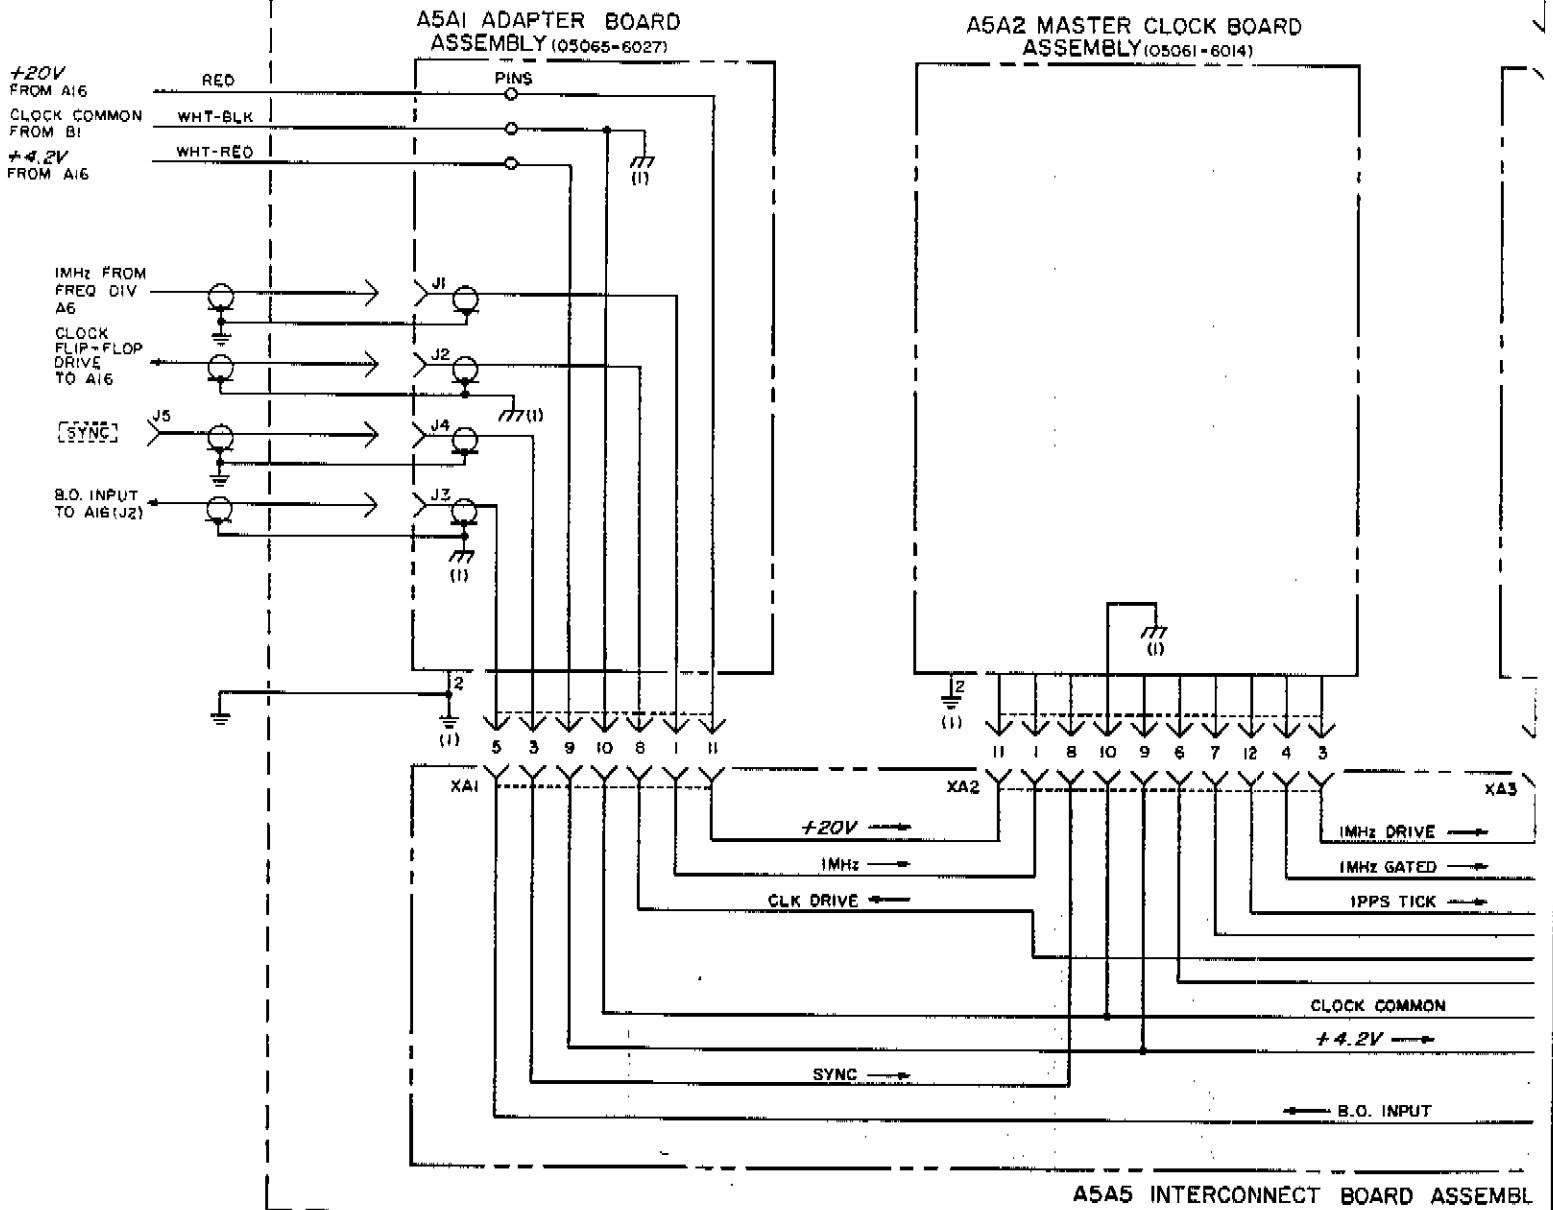 A5A1 ADAPTER BOARD
ASSEMBLY (05065-6027)
A5A2 MASTER CLOCK BOARD
ASSEMBLY (05061-6014)
+20V
FROM A16
RED
PINS
CLOCK COMMON
FROM B1
WHT-BLK
+4.2V
FROM A16
WHT-RED
(1)
1MHz FROM
FREQ DIV
A6
J1
CLOCK
FLIP-FLOP
DRIVE
TO A16
J2
(1)
SYNC
J5
J4
B.O. INPUT
TO A16(J2)
J3
(1)
(1)
2
2
(1)
(1)
5 3 9 10 8 1 11
11 1 8 10 9 6 7 12 4 3
XA1
XA2
XA3
+20V
1MHz DRIVE
1MHz
1MHz GATED
CLK DRIVE
1PPS TICK
CLOCK COMMON
+4.2V
SYNC
B.O. INPUT
A5A5 INTERCONNECT BOARD ASSEMBL